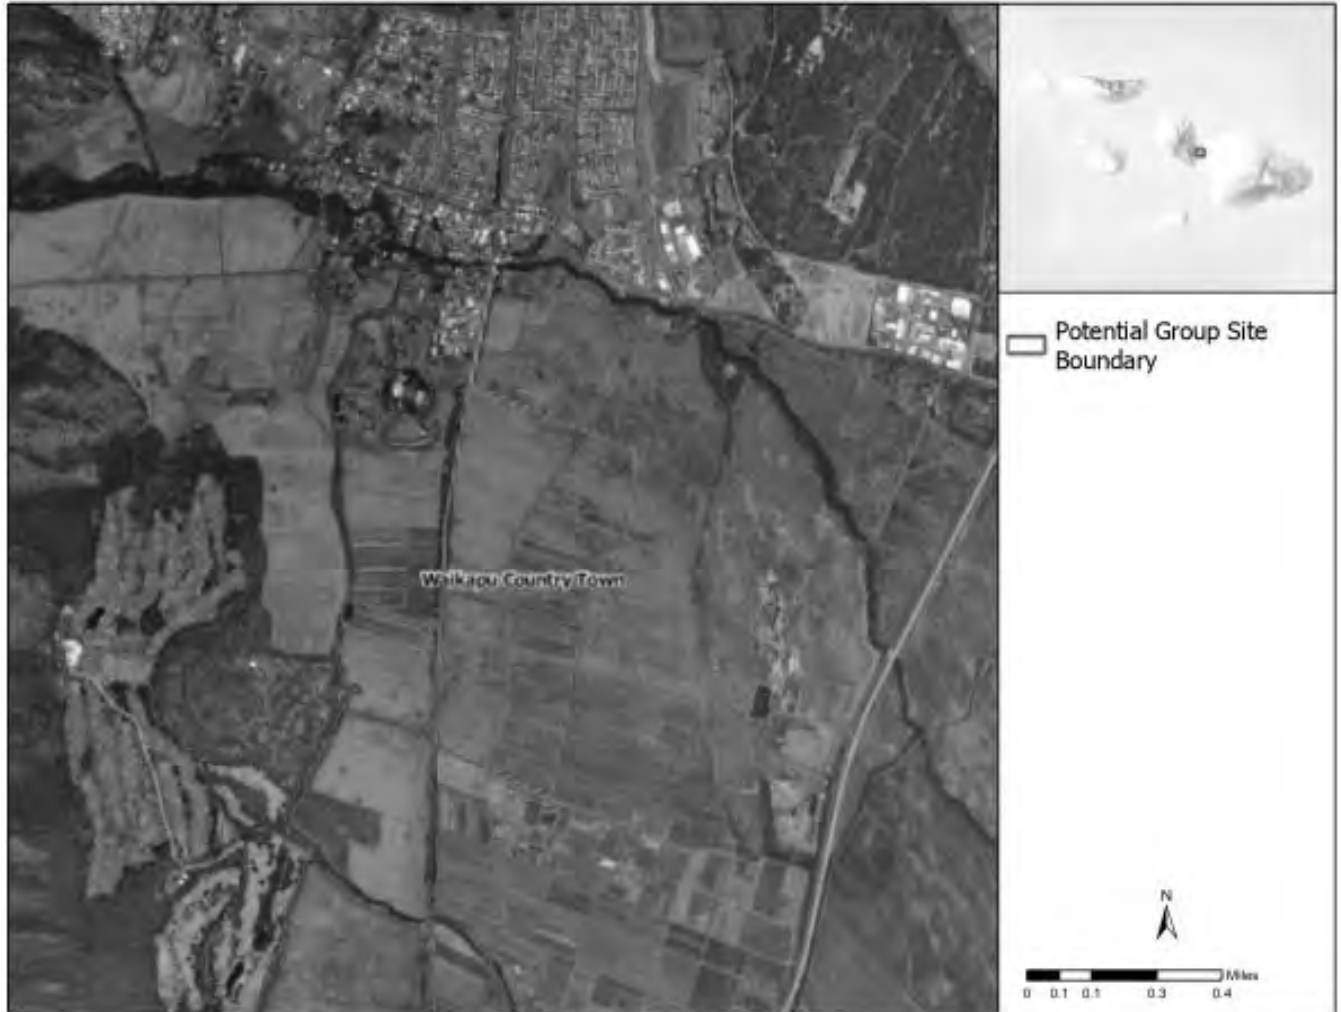 Waikapu Country Town
Potential Group Site
Boundary
N
Miles
0 0.1 0.1 0.3 0.4